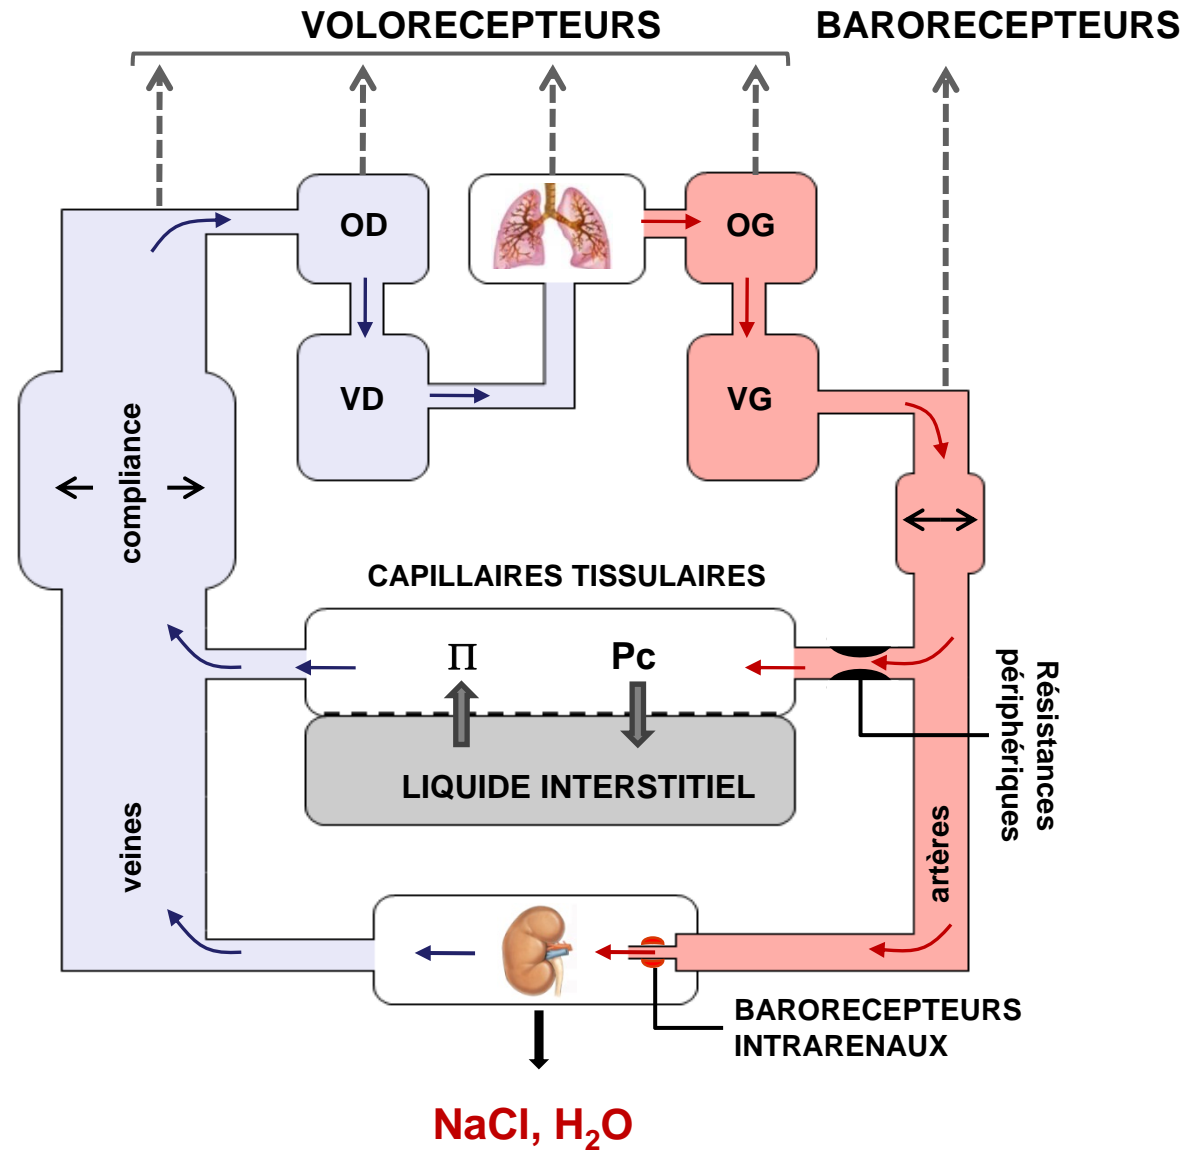 VOLORECEPTEURS
BARORECEPTEURS
OD
OG
VD
VG
compliance
CAPILLAIRES TISSULAIRES
Π
Pc
LIQUIDE INTERSTITIEL
Résistances
périphériques
veines
artères
BARORECEPTEURS
INTRARENAUX
NaCl, H₂O